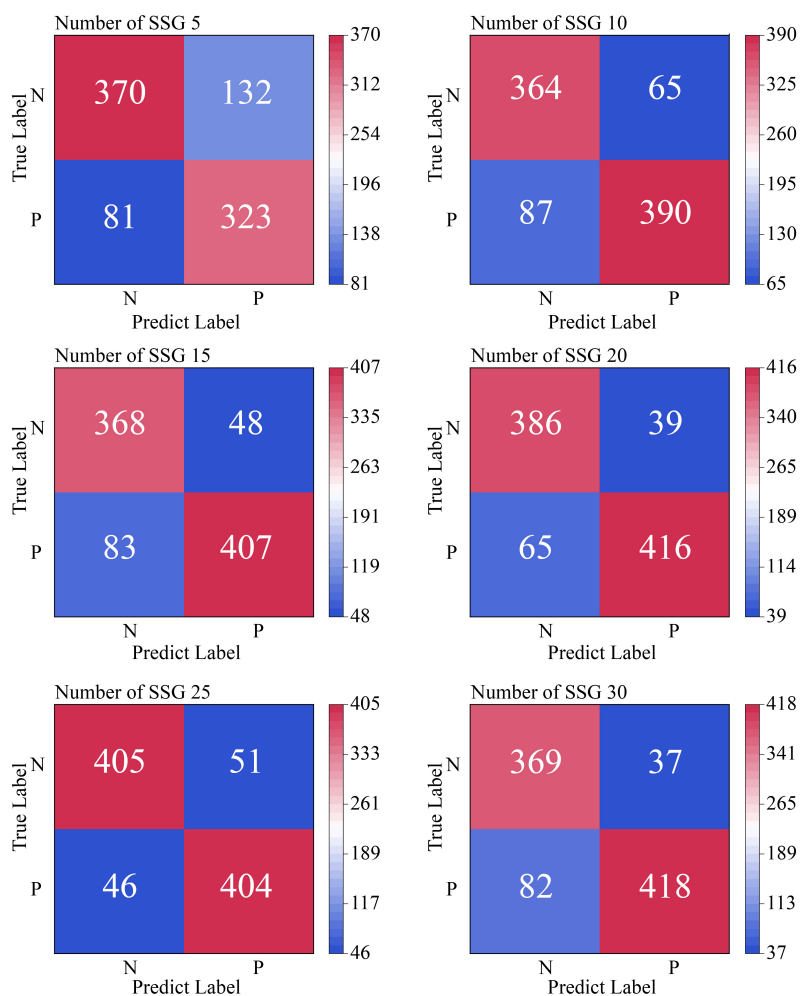 Number of SSG 5
True Label
N
P
370 132
81 323
N P
Predict Label
370
312
254
196
138
81
Number of SSG 10
True Label
N
P
364 65
87 390
N P
Predict Label
390
325
260
195
130
65
Number of SSG 15
True Label
N
P
368 48
83 407
N P
Predict Label
407
335
263
191
119
48
Number of SSG 20
True Label
N
P
386 39
65 416
N P
Predict Label
416
340
265
189
114
39
Number of SSG 25
True Label
N
P
405 51
46 404
N P
Predict Label
405
333
261
189
117
46
Number of SSG 30
True Label
N
P
369 37
82 418
N P
Predict Label
418
341
265
189
113
37